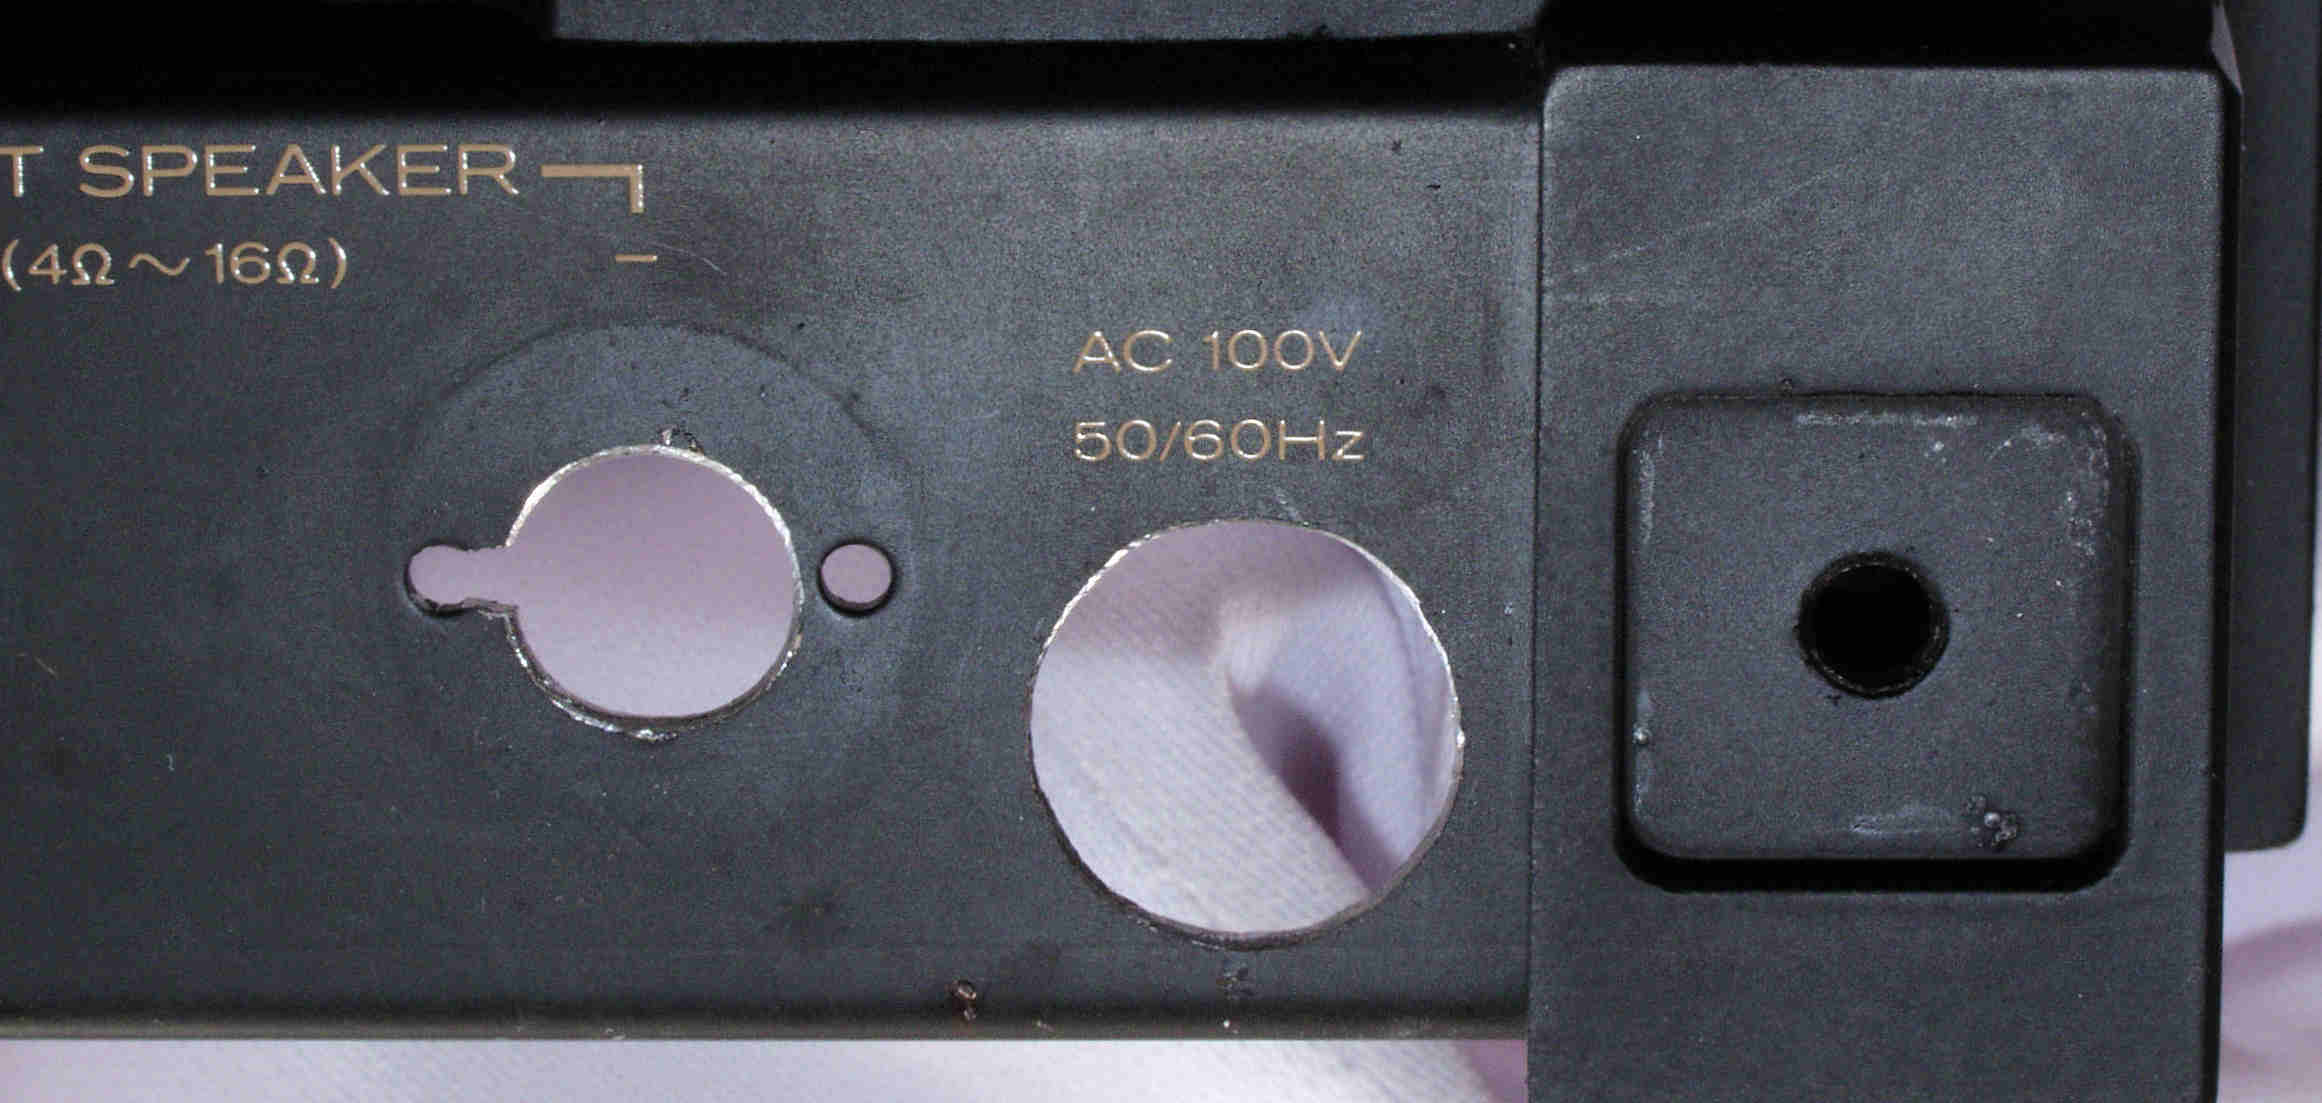 T SPEAKER
−
(4Ω～16Ω)
AC 100V
50/60Hz